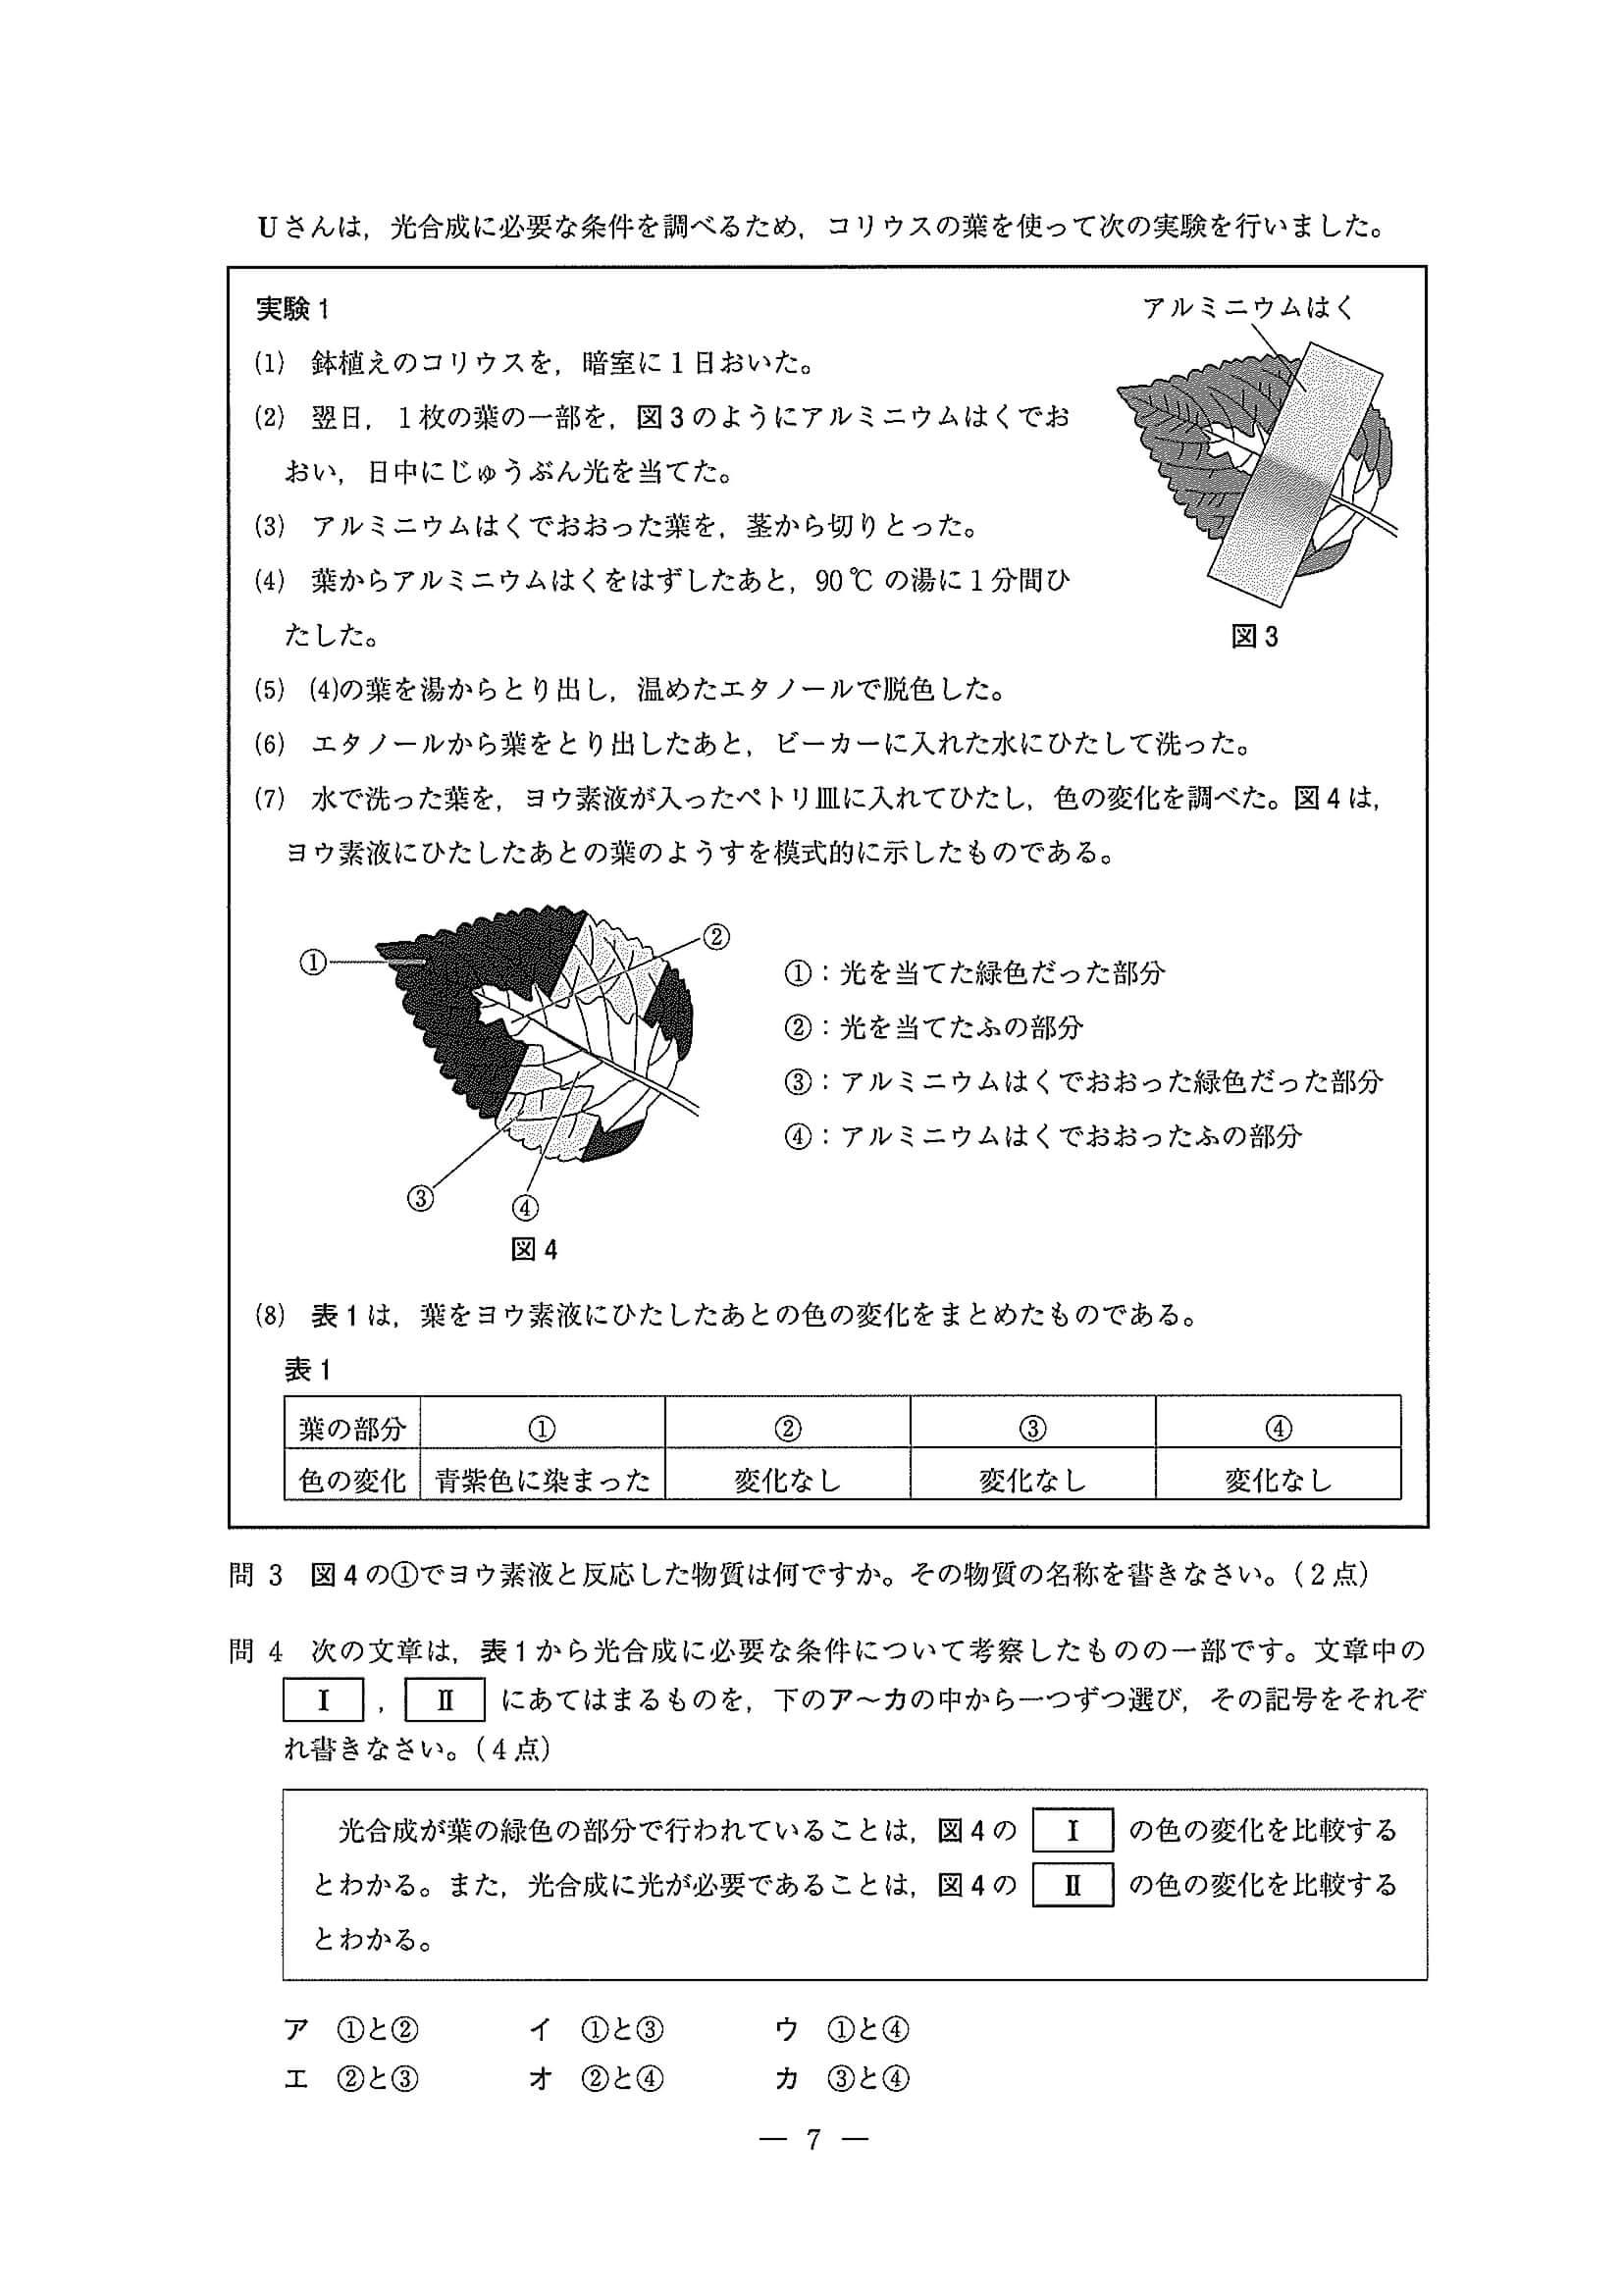 Uさんは，光合成に必要な条件を調べるため，コリウスの葉を使って次の実験を行いました。
実験1
アルミニウムはく
(1) 鉢植えのコリウスを，暗室に1日おいた。
(2) 翌日，1枚の葉の一部を，図3のようにアルミニウムはくでお
おい，日中にじゅうぶん光を当てた。
(3) アルミニウムはくでおおった葉を，茎から切りとった。
(4) 葉からアルミニウムはくをはずしたあと，90℃の湯に1分間ひ
たした。
図3
(5) (4)の葉を湯からとり出し，温めたエタノールで脱色した。
(6) エタノールから葉をとり出したあと，ビーカーに入れた水にひたして洗った。
(7) 水で洗った葉を，ヨウ素液が入ったペトリ皿に入れてひたし，色の変化を調べた。図4は，
ヨウ素液にひたしたあとの葉のようすを模式的に示したものである。
①
②
③
④
図4
①：光を当てた緑色だった部分
②：光を当てたふの部分
③：アルミニウムはくでおおった緑色だった部分
④：アルミニウムはくでおおったふの部分
(8) 表1は，葉をヨウ素液にひたしたあとの色の変化をまとめたものである。
表1
葉の部分 ① ② ③ ④
色の変化 青紫色に染まった 変化なし 変化なし 変化なし
問3 図4の①でヨウ素液と反応した物質は何ですか。その物質の名称を書きなさい。（2点）
問4 次の文章は，表1から光合成に必要な条件について考察したものの一部です。文章中の
Ⅰ，Ⅱにあてはまるものを，下のア～カの中から一つずつ選び，その記号をそれぞ
れ書きなさい。（4点）
光合成が葉の緑色の部分で行われていることは，図4の Ⅰ の色の変化を比較する
とわかる。また，光合成に光が必要であることは，図4の Ⅱ の色の変化を比較する
とわかる。
ア ①と② イ ①と③ ウ ①と④
エ ②と③ オ ②と④ カ ③と④
— 7 —